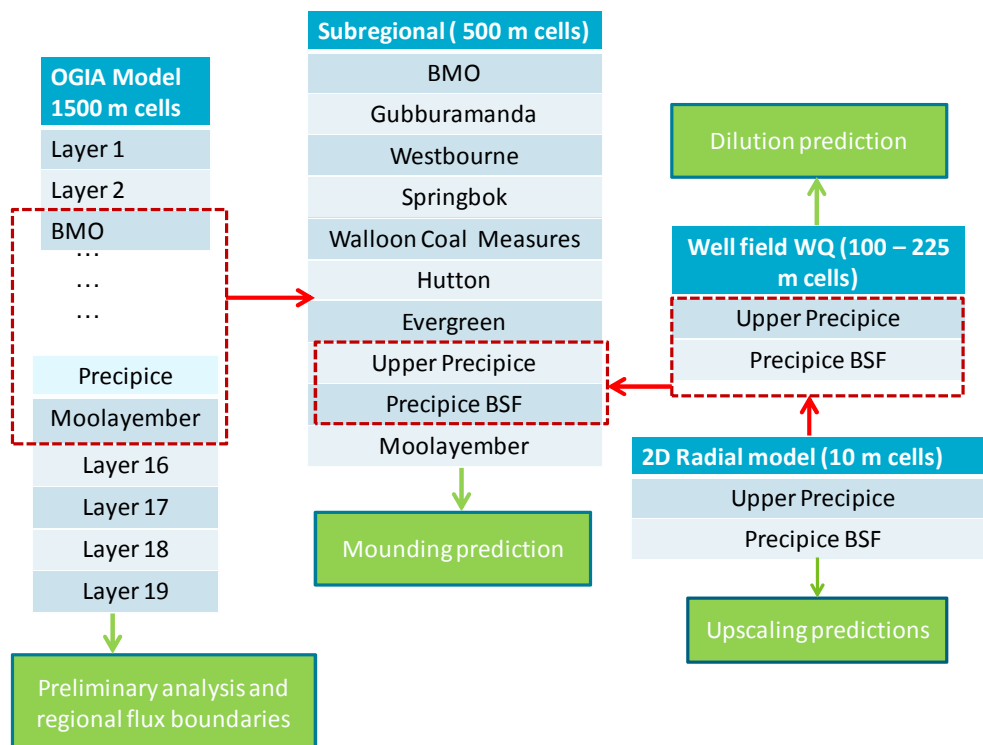 OGIA Model
1500 m cells
Layer 1
Layer 2
BMO
…
…
…
Precipice
Moolayember
Layer 16
Layer 17
Layer 18
Layer 19
Preliminary analysis and
regional flux boundaries
Subregional ( 500 m cells)
BMO
Gubburamanda
Westbourne
Springbok
Walloon Coal Measures
Hutton
Evergreen
Upper Precipice
Precipice BSF
Moolayember
Mounding prediction
Dilution prediction
Well field WQ (100 – 225
m cells)
Upper Precipice
Precipice BSF
2D Radial model (10 m cells)
Upper Precipice
Precipice BSF
Upscaling predictions